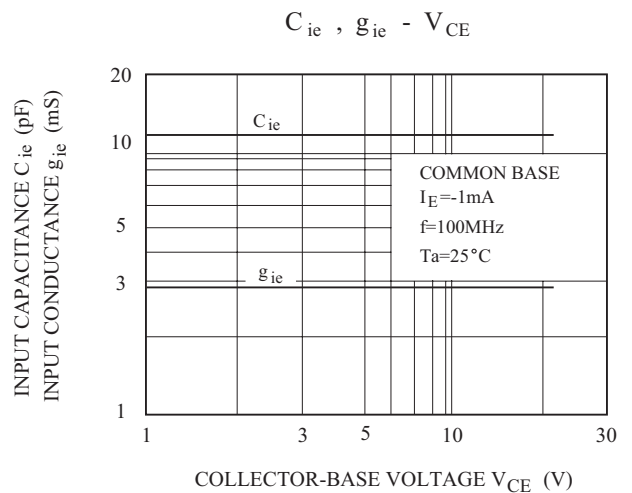 C ie , g ie - V CE
INPUT CAPACITANCE C ie (pF)
INPUT CONDUCTANCE g ie (mS)
20
10
5
3
1
C ie
g ie
COMMON BASE
I E=-1mA
f=100MHz
Ta=25°C
1 3 5 10 30
COLLECTOR-BASE VOLTAGE V CE (V)